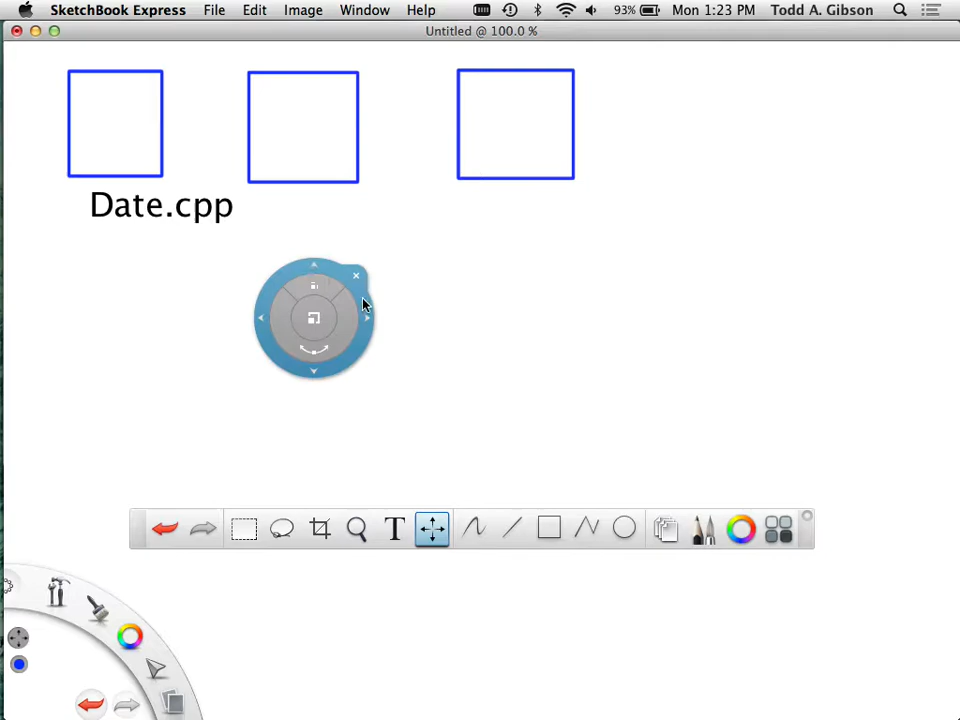 SketchBook Express File Edit Image Window Help 93% Mon 1:23 PM Todd A. Gibson
Untitled @ 100.0 %
Date.cpp
T